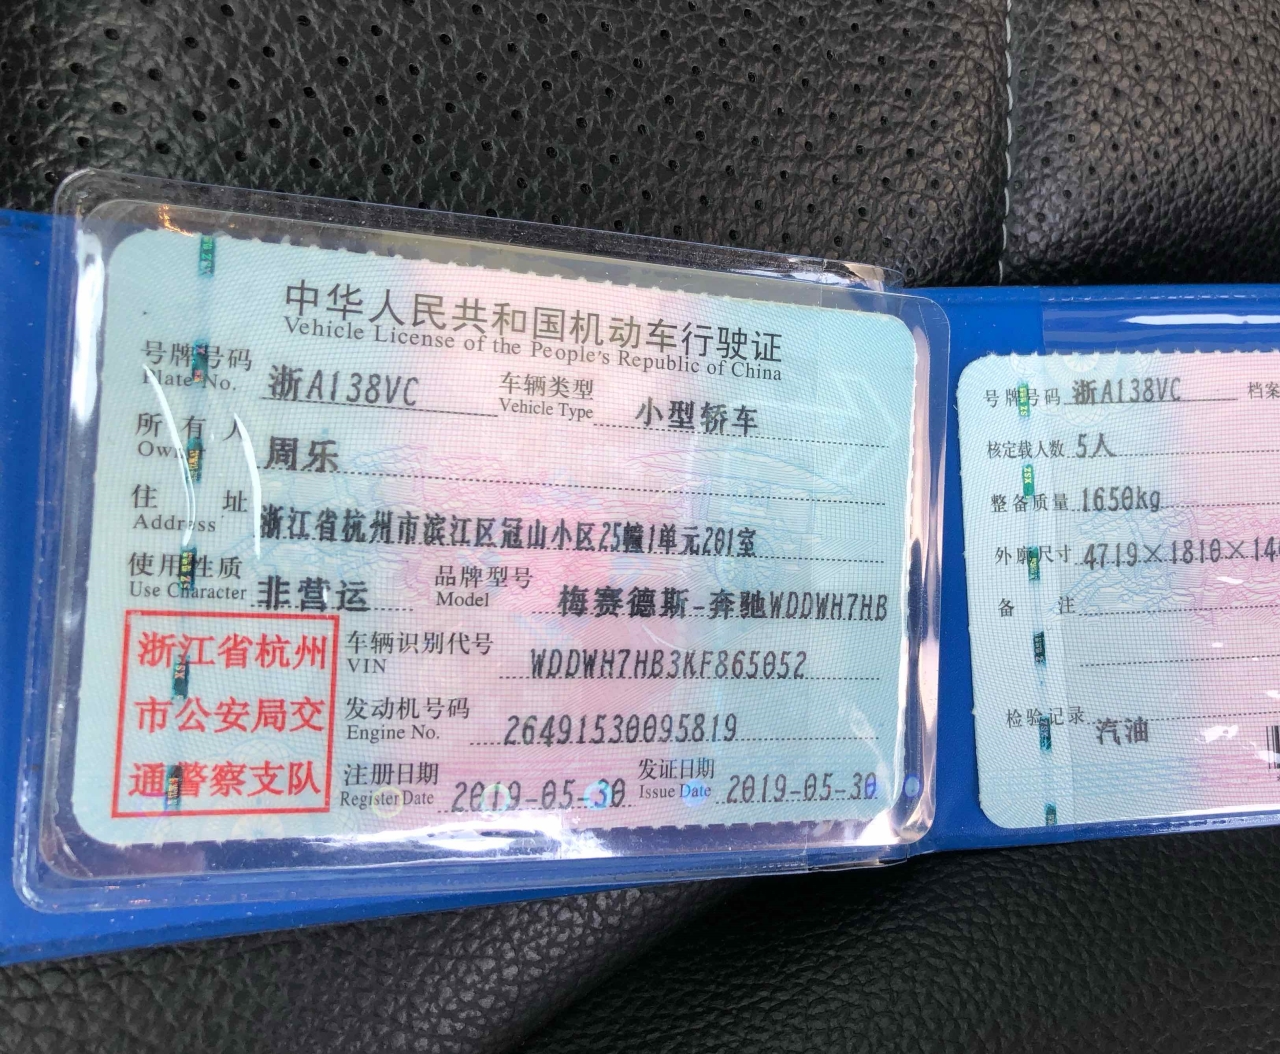 中华人民共和国机动车行驶证
Vehicle License of the People's Republic of China
号牌号码 浙A138VC 车辆类型 小型轿车
Plate No. Vehicle Type
所有人 周乐
Owner
住址 浙江省杭州市滨江区冠山小区25幢1单元201室
Address
使用性质 非营运 品牌型号 梅赛德斯-奔驰WDDWH7HB
Use Character Model
浙江省杭州
市公安局交
通警察支队
车辆识别代号 WDDWH7HB3KF865052
VIN
发动机号码 26491530095819
Engine No.
注册日期 2019-05-30 发证日期 2019-05-30
Register Date Issue Date
号牌号码 浙A138VC 档案
核定载人数 5人
整备质量 1650kg
外廓尺寸 4719×1810×14
备注
检验记录 汽油